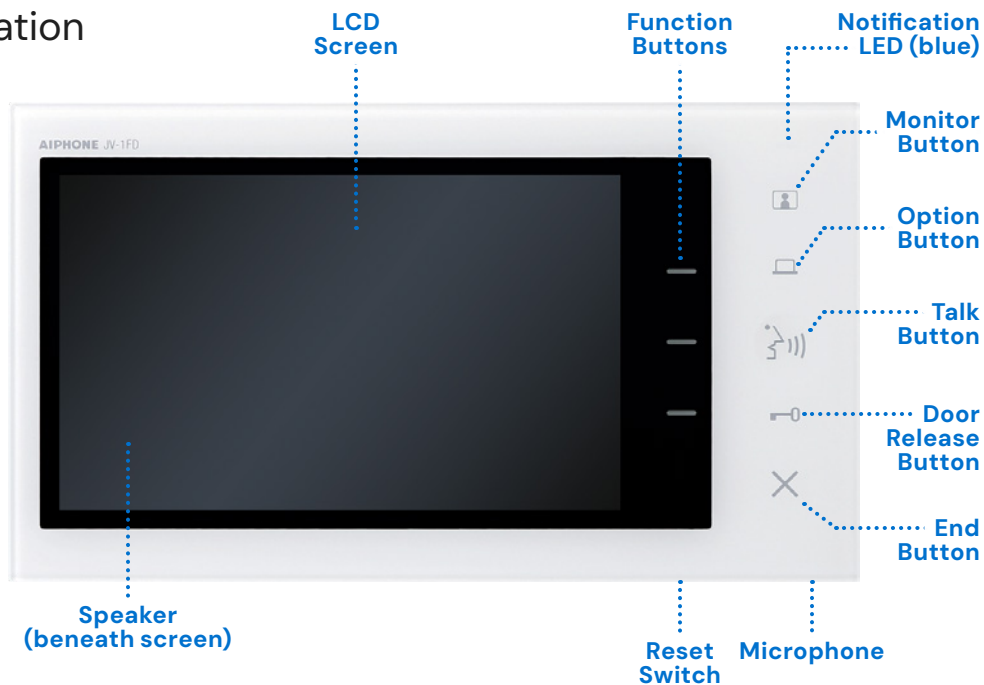 ation
LCD
Screen
Function
Buttons
Notification
LED (blue)
Monitor
Button
AIPHONE JV-1FD
Option
Button
Talk
Button
Door
Release
Button
End
Button
Speaker
(beneath screen)
Reset
Switch
Microphone